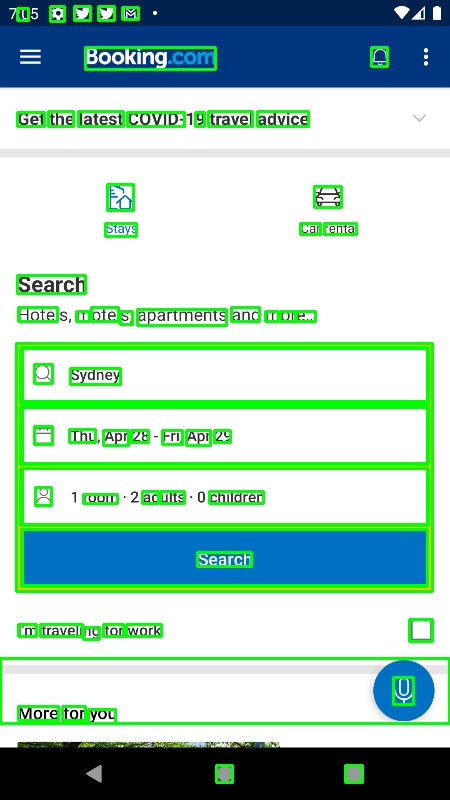 7:05
Booking.com
Get the latest COVID-19 travel advice
Stays
Car rental
Search
Hotels, motels, apartments and more...
Sydney
Thu, Apr 28 - Fri, Apr 29
1 room · 2 adults · 0 children
Search
I'm traveling for work
More for you